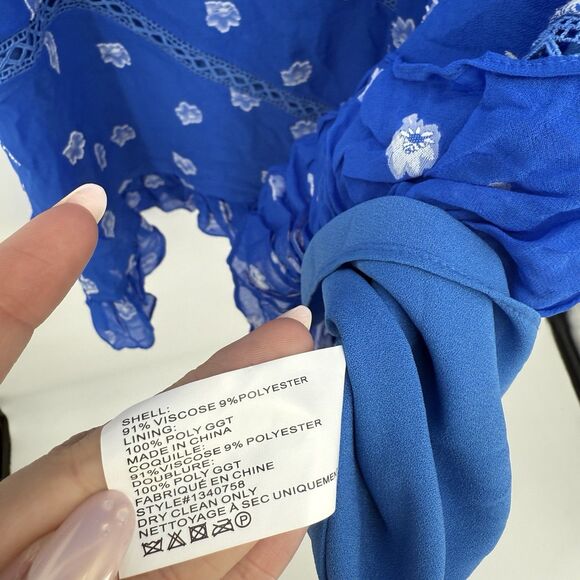 SHELL:
91% VISCOSE 9%POLYESTER
LINING:
100% POLY GGT
MADE IN CHINA
COQUILLE:
91%VISCOSE 9% POLYESTER
DOUBLURE:
100% POLY GGT
FABRIQUÉ EN CHINE
STYLE#1340758
DRY CLEAN ONLY
NETTOYAGE À SEC UNIQUEMEN
P